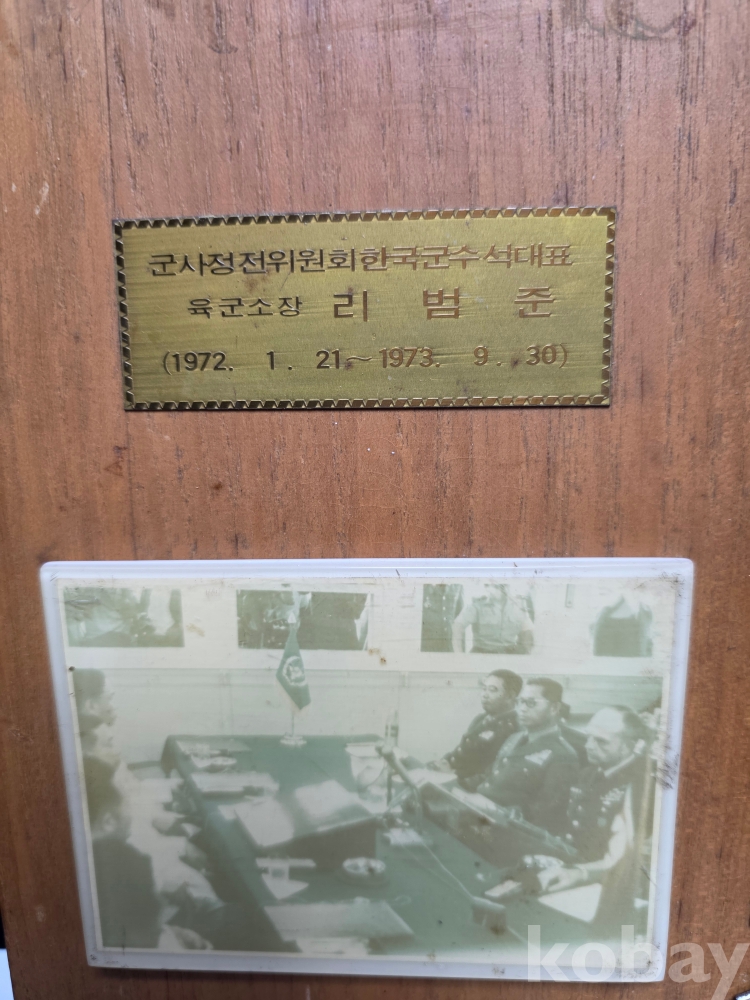 군사정전위원회한국군수석대표
육군소장 리 범 준
(1972. 1. 21~1973. 9. 30)
kobay